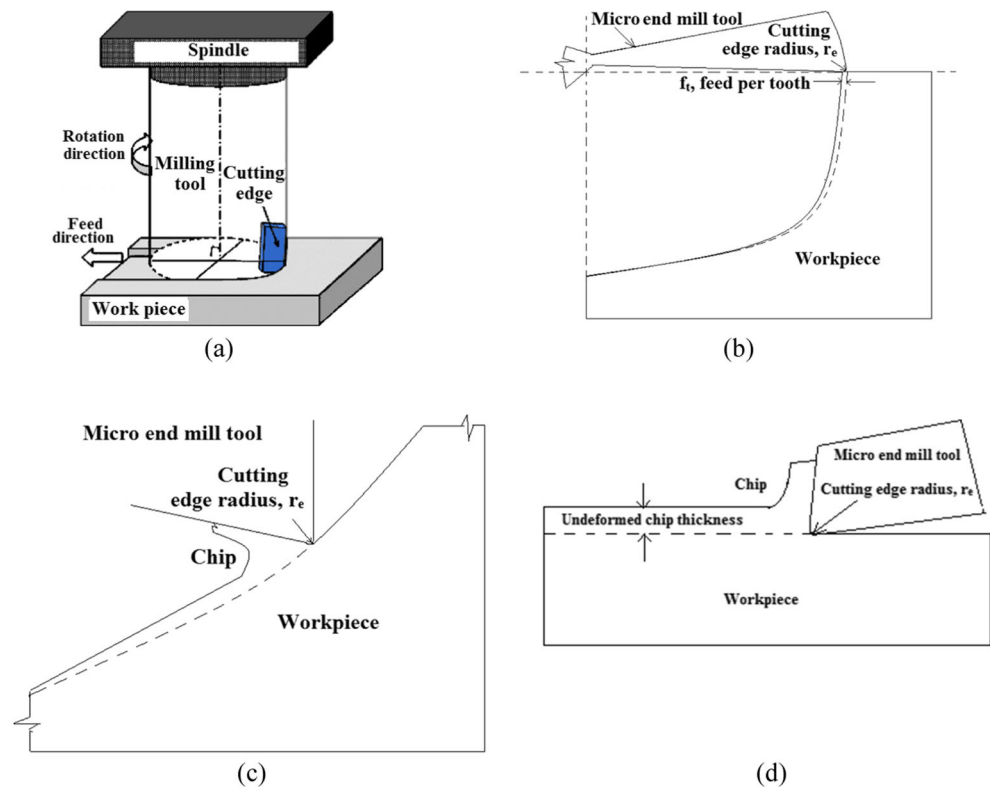 Spindle
Rotation
direction
Milling
tool
Cutting
edge
Feed
direction
Work piece
(a)
Micro end mill tool
Cutting
edge radius, re
ft, feed per tooth
Workpiece
(b)
Micro end mill tool
Cutting
edge radius, re
Chip
Workpiece
(c)
Micro end mill tool
Chip
Cutting edge radius, re
Undeformed chip thickness
Workpiece
(d)